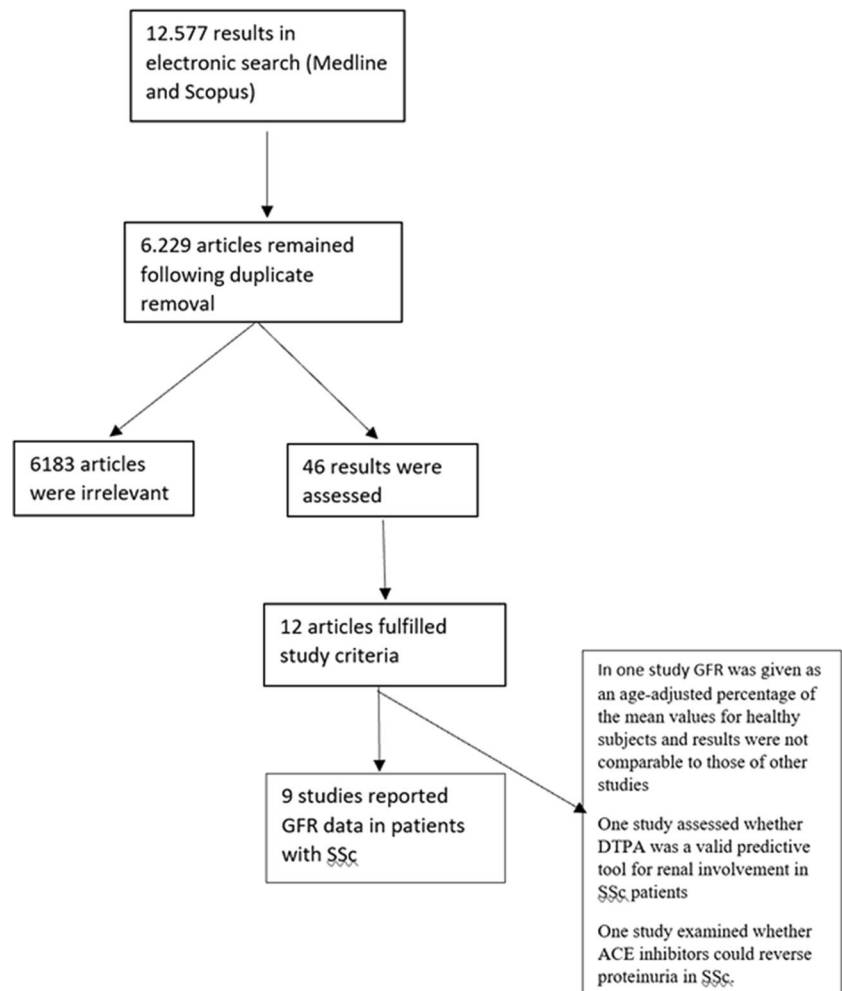 12.577 results in
electronic search (Medline
and Scopus)
6.229 articles remained
following duplicate
removal
6183 articles
were irrelevant
46 results were
assessed
12 articles fulfilled
study criteria
9 studies reported
GFR data in patients
with SSc
In one study GFR was given as
an age-adjusted percentage of
the mean values for healthy
subjects and results were not
comparable to those of other
studies
One study assessed whether
DTPA was a valid predictive
tool for renal involvement in
SSc patients
One study examined whether
ACE inhibitors could reverse
proteinuria in SSc.